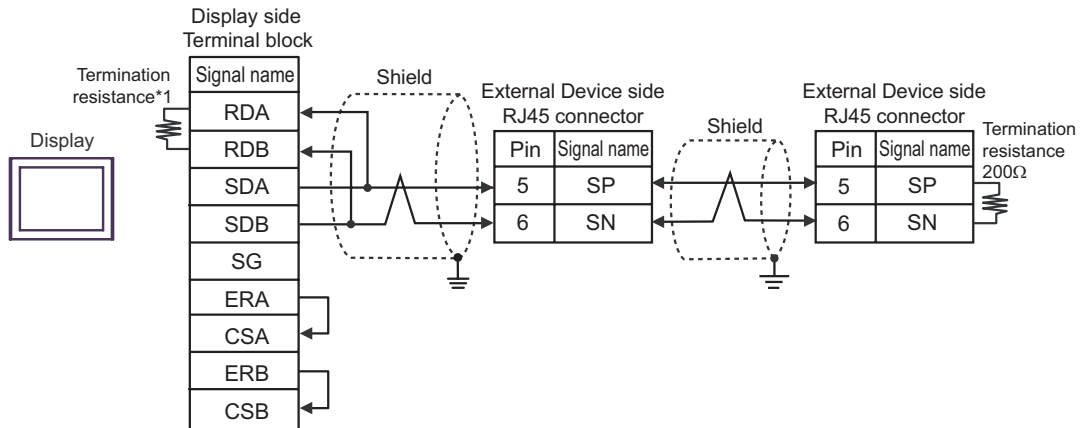 Display side
Terminal block
Termination
resistance*1
Signal name
RDA
RDB
SDA
SDB
SG
ERA
CSA
ERB
CSB
Display
Shield
External Device side
RJ45 connector
Pin Signal name
5 SP
6 SN
Shield
External Device side
RJ45 connector
Pin Signal name
5 SP
6 SN
Termination
resistance
200Ω